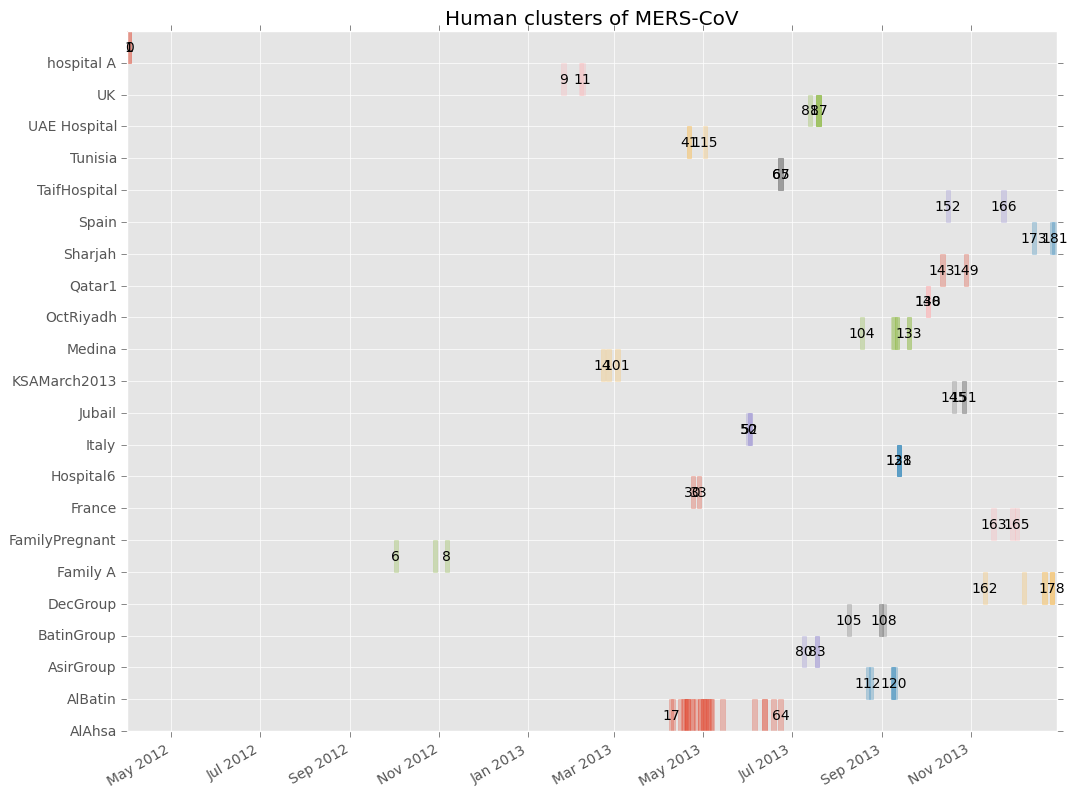 Human clusters of MERS-CoV
hospital A
9 11
UK
UAE Hospital
41 115
Tunisia
TaifHospital
152 166
Spain
173 181
Sharjah
143 149
Qatar1
OctRiyadh
104 133
Medina
14 101
KSAMarch2013
Jubail
Italy
Hospital6
30 33
France
163 165
FamilyPregnant
6 8
Family A
162 178
DecGroup
105 108
BatinGroup
80 83
AsirGroup
112 120
AlBatin
17 64
AlAhsa
May 2012
Jul 2012
Sep 2012
Nov 2012
Jan 2013
Mar 2013
May 2013
Jul 2013
Sep 2013
Nov 2013